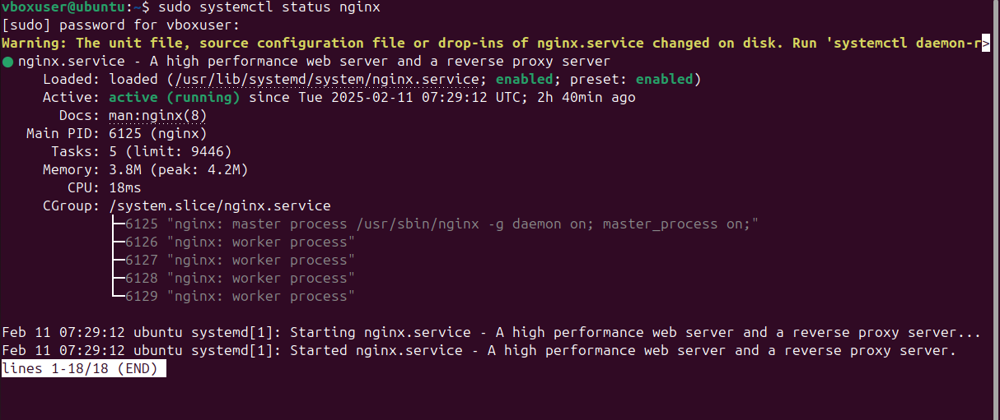 vboxuser@ubuntu:~$ sudo systemctl status nginx
[sudo] password for vboxuser:
Warning: The unit file, source configuration file or drop-ins of nginx.service changed on disk. Run 'systemctl daemon-r>
● nginx.service - A high performance web server and a reverse proxy server
     Loaded: loaded (/usr/lib/systemd/system/nginx.service; enabled; preset: enabled)
     Active: active (running) since Tue 2025-02-11 07:29:12 UTC; 2h 40min ago
       Docs: man:nginx(8)
   Main PID: 6125 (nginx)
      Tasks: 5 (limit: 9446)
     Memory: 3.8M (peak: 4.2M)
        CPU: 18ms
     CGroup: /system.slice/nginx.service
             ├─6125 "nginx: master process /usr/sbin/nginx -g daemon on; master_process on;"
             ├─6126 "nginx: worker process"
             ├─6127 "nginx: worker process"
             ├─6128 "nginx: worker process"
             └─6129 "nginx: worker process"

Feb 11 07:29:12 ubuntu systemd[1]: Starting nginx.service - A high performance web server and a reverse proxy server...
Feb 11 07:29:12 ubuntu systemd[1]: Started nginx.service - A high performance web server and a reverse proxy server.
lines 1-18/18 (END)